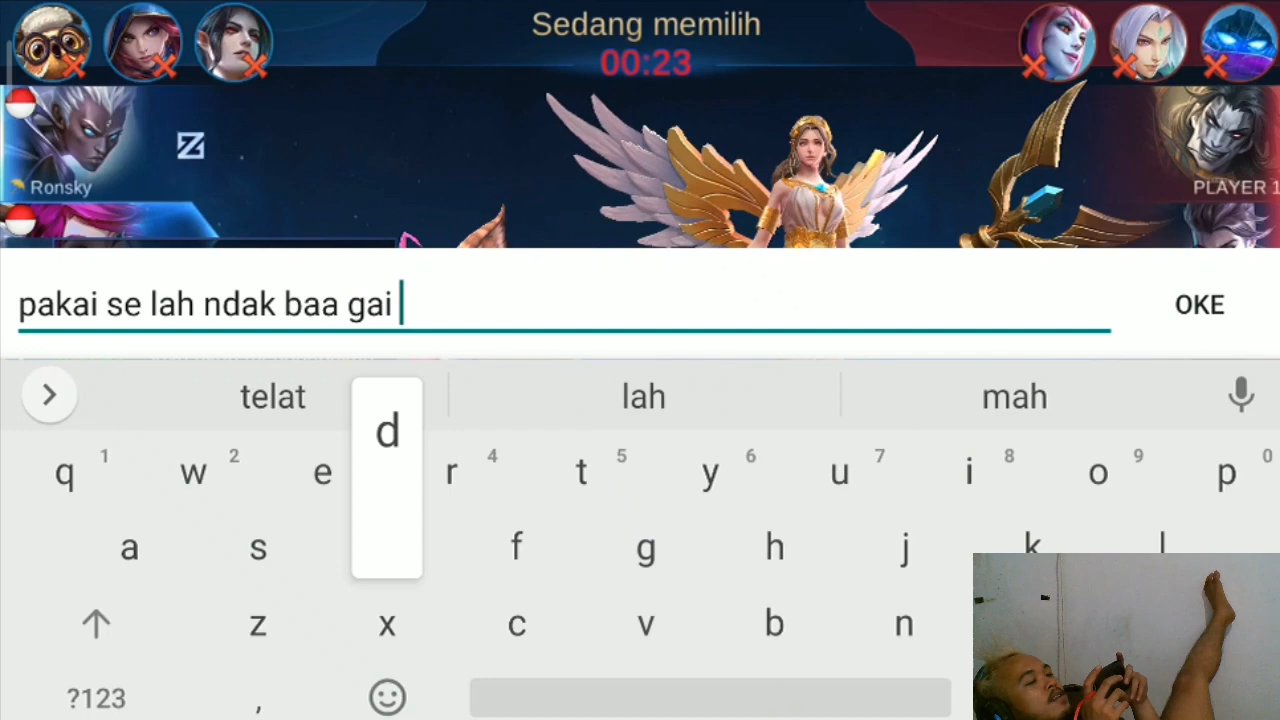 Sedang memilih
00:23
Ronsky
PLAYER 1
pakai se lah ndak baa gai
OKE
telat lah mah
d
q 1 w 2 e r 4 t 5 y 6 u 7 i 8 o 9 p 0
a s f g h j k l
z x c v b n
?123 ,